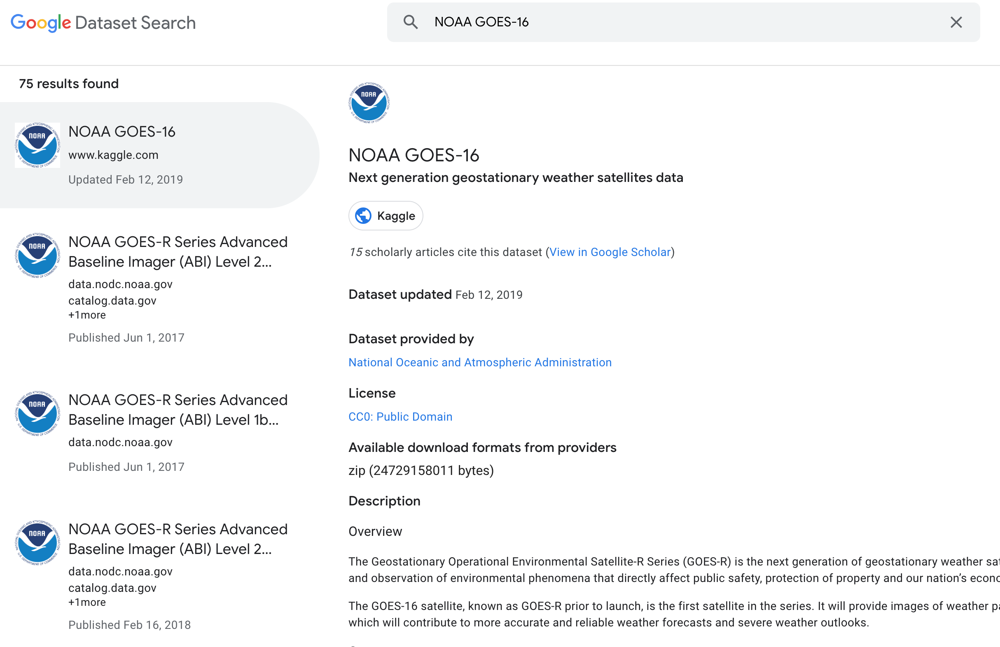 Google Dataset Search
NOAA GOES-16
75 results found
NOAA GOES-16
www.kaggle.com
Updated Feb 12, 2019
NOAA GOES-R Series Advanced
Baseline Imager (ABI) Level 2...
data.nodc.noaa.gov
catalog.data.gov
+1more
Published Jun 1, 2017
NOAA GOES-R Series Advanced
Baseline Imager (ABI) Level 1b...
data.nodc.noaa.gov
Published Jun 1, 2017
NOAA GOES-R Series Advanced
Baseline Imager (ABI) Level 2...
data.nodc.noaa.gov
catalog.data.gov
+1more
Published Feb 16, 2018
NOAA
NATIONAL OCEANIC AND ATMOSPHERIC ADMINISTRATION
U.S. DEPARTMENT OF COMMERCE
NOAA GOES-16
Next generation geostationary weather satellites data
Kaggle
15 scholarly articles cite this dataset (View in Google Scholar)
Dataset updated Feb 12, 2019
Dataset provided by
National Oceanic and Atmospheric Administration
License
CC0: Public Domain
Available download formats from providers
zip (24729158011 bytes)
Description
Overview
The Geostationary Operational Environmental Satellite-R Series (GOES-R) is the next generation of geostationary weather
and observation of environmental phenomena that directly affect public safety, protection of property and our nation's
The GOES-16 satellite, known as GOES-R prior to launch, is the first satellite in the series. It will provide images of weather
which will contribute to more accurate and reliable weather forecasts and severe weather outlooks.